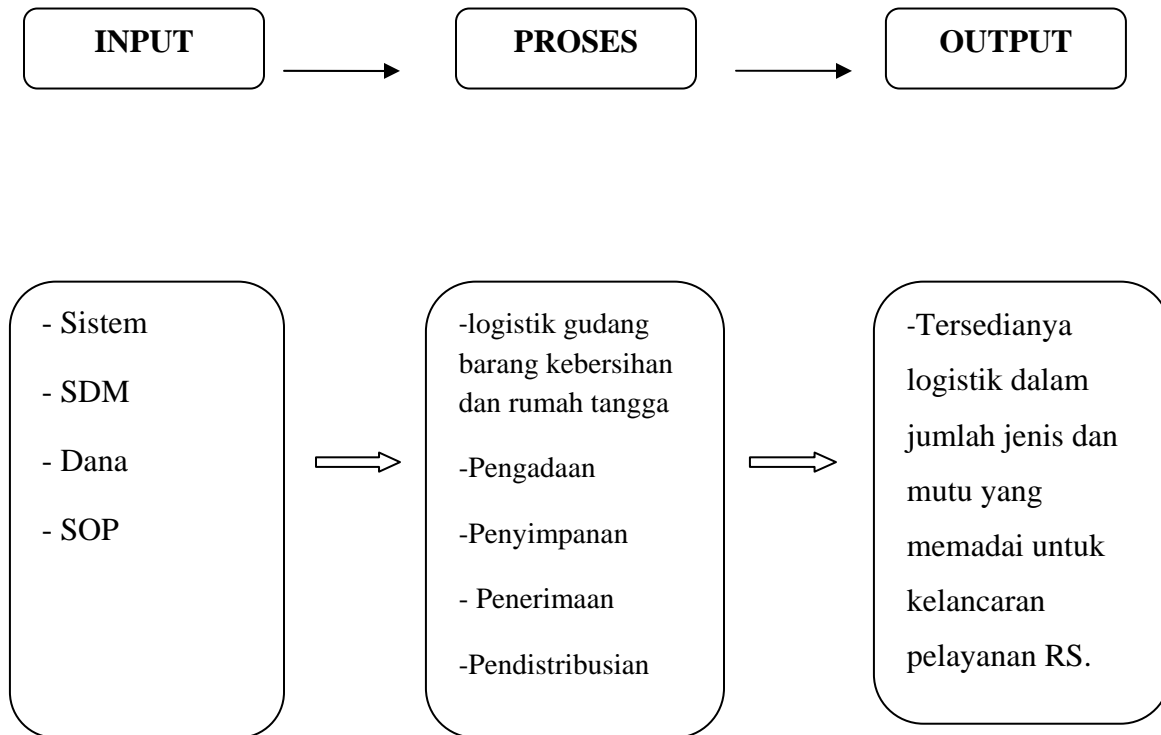 INPUT
PROSES
OUTPUT
- Sistem
- SDM
- Dana
- SOP
-logistik gudang
barang kebersihan
dan rumah tangga
-Pengadaan
-Penyimpanan
- Penerimaan
-Pendistribusian
-Tersedianya
logistik dalam
jumlah jenis dan
mutu yang
memadai untuk
kelancaran
pelayanan RS.